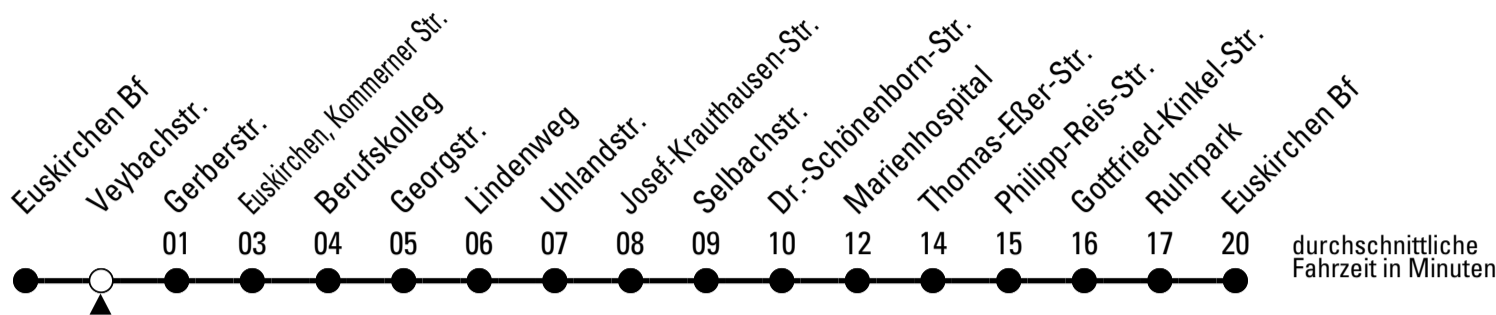 Euskirchen Bf
Veybachstr.
Gerberstr.
Euskirchen, Kommerner Str.
Berufskolleg
Georgstr.
Lindenweg
Uhlandstr.
Josef-Krauthausen-Str.
Selbachstr.
Dr.-Schönenborn-Str.
Marienhospital
Thomas-Eßer-Str.
Philipp-Reis-Str.
Gottfried-Kinkel-Str.
Ruhrpark
Euskirchen Bf
01 03 04 05 06 07 08 09 10 12 14 15 16 17 20
durchschnittliche
Fahrzeit in Minuten